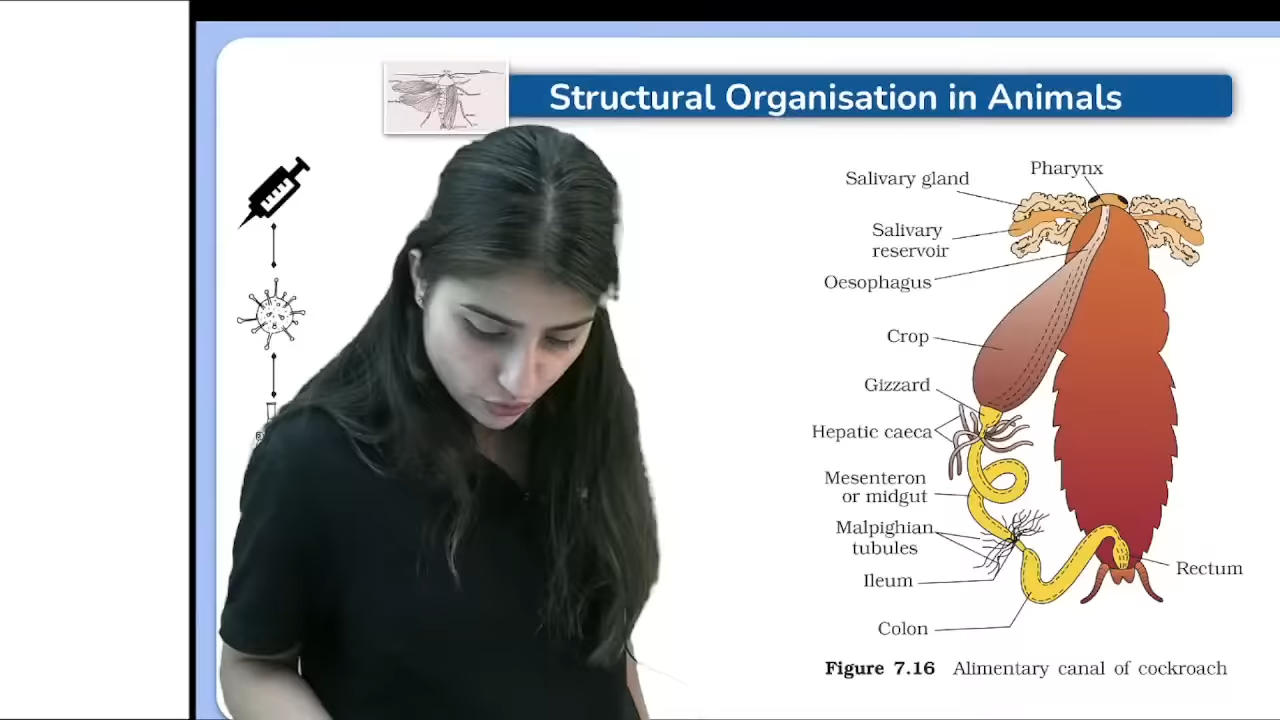 Structural Organisation in Animals
Pharynx
Salivary gland
Salivary
reservoir
Oesophagus
Crop
Gizzard
Hepatic caeca
Mesenteron
or midgut
Malpighian
tubules
Ileum
Rectum
Colon
Figure 7.16 Alimentary canal of cockroach